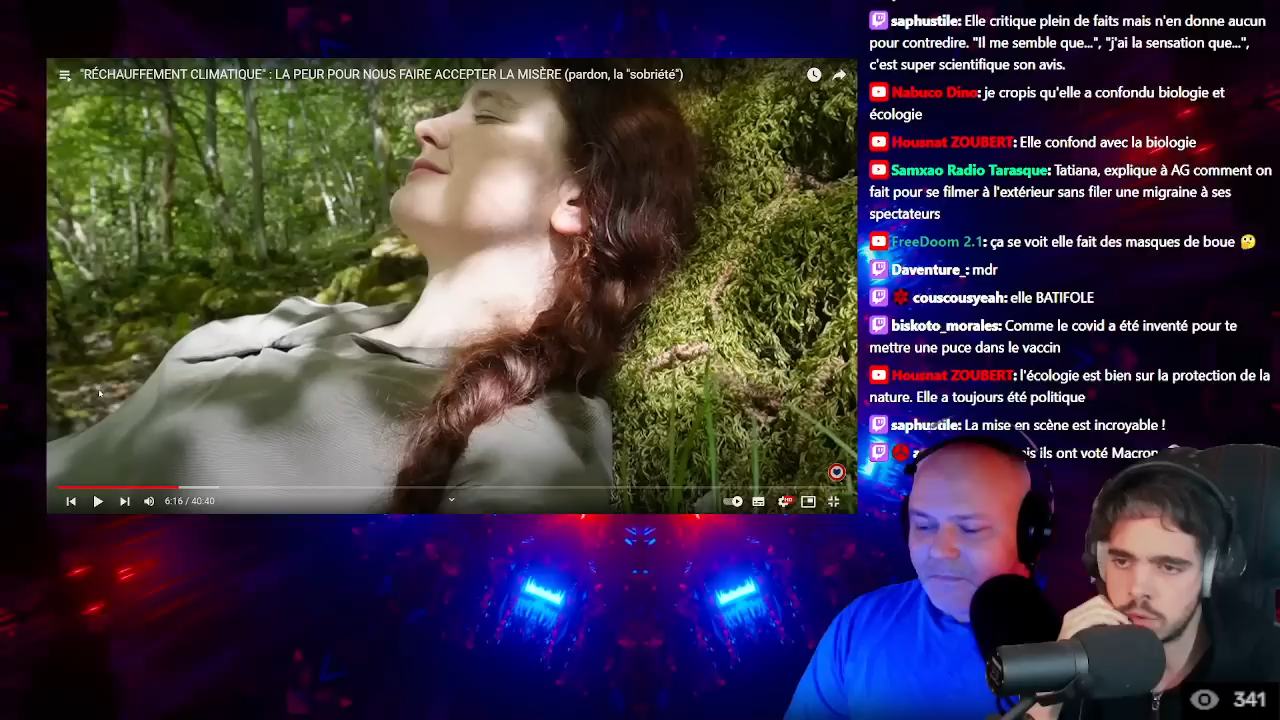 "RÉCHAUFFEMENT CLIMATIQUE" : LA PEUR POUR NOUS FAIRE ACCEPTER LA MISÈRE (pardon, la "sobriété")
6:16 / 40:40
HD
saphustile: Elle critique plein de faits mais n'en donne aucun
pour contredire. "Il me semble que...", "j'ai la sensation que...",
c'est super scientifique son avis.
Nabuco Dino: je cropis qu'elle a confondu biologie et
écologie
Housnat ZOUBERT: Elle confond avec la biologie
Samxao Radio Tarasque: Tatiana, explique à AG comment on
fait pour se filmer à l'extérieur sans filer une migraine à ses
spectateurs
FreeDoom 2.1: ça se voit elle fait des masques de boue 🤔
Daventure_: mdr
couscousyeah: elle BATIFOLE
biskoto_morales: Comme le covid a été inventé pour te
mettre une puce dans le vaccin
Housnat ZOUBERT: l'écologie est bien sur la protection de la
nature. Elle a toujours été politique
saphustile: La mise en scène est incroyable !
ils ont voté Macron
341